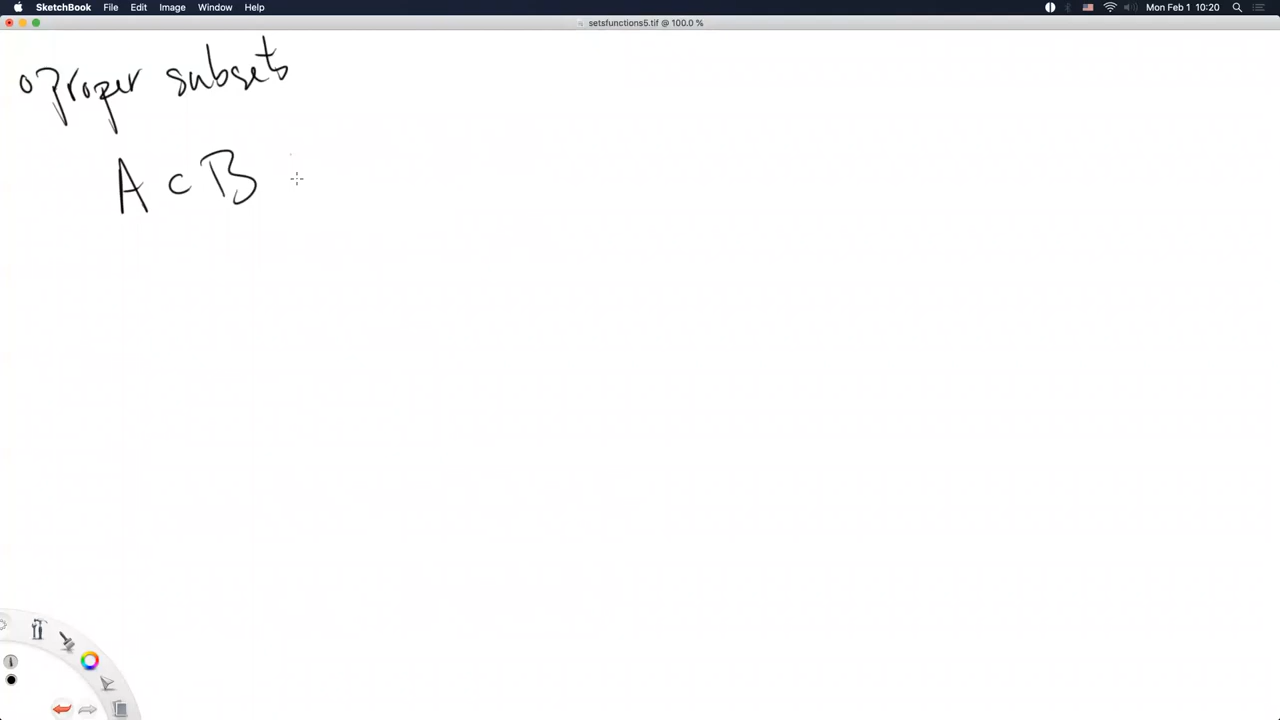 SketchBook File Edit Image Window Help Mon Feb 1 10:20
setsfunctions5.tif @ 100.0 %
Proper subsets
A ⊂ B